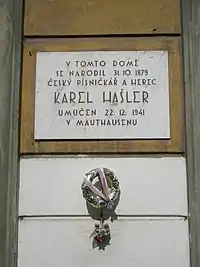 V TOMTO DOMĚ
SE NARODIL 31.10.1879
ČESKÝ PÍSNIČKÁŘ A HEREC
KAREL HAŠLER
UMUČEN 22.12.1941
V MAUTHAUSENU